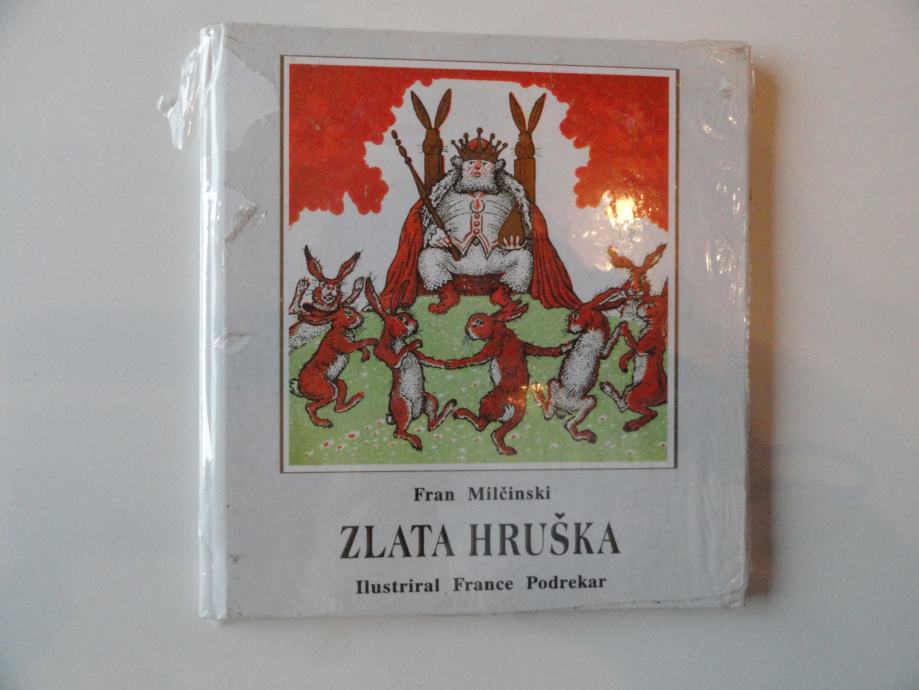 Fran Milčinski
ZLATA HRUŠKA
Ilustriral France Podrekar